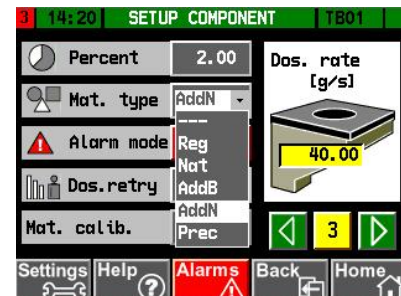 3 14:20 SETUP COMPONENT TB01
Percent 2.00
Mat. type AddN
---
Alarm mode Reg
Nat
Dos.retry AddB
AddN
Mat. calib. Prec
Dos. rate
[g/s]
40.00
3
Settings Help Alarms Back Home